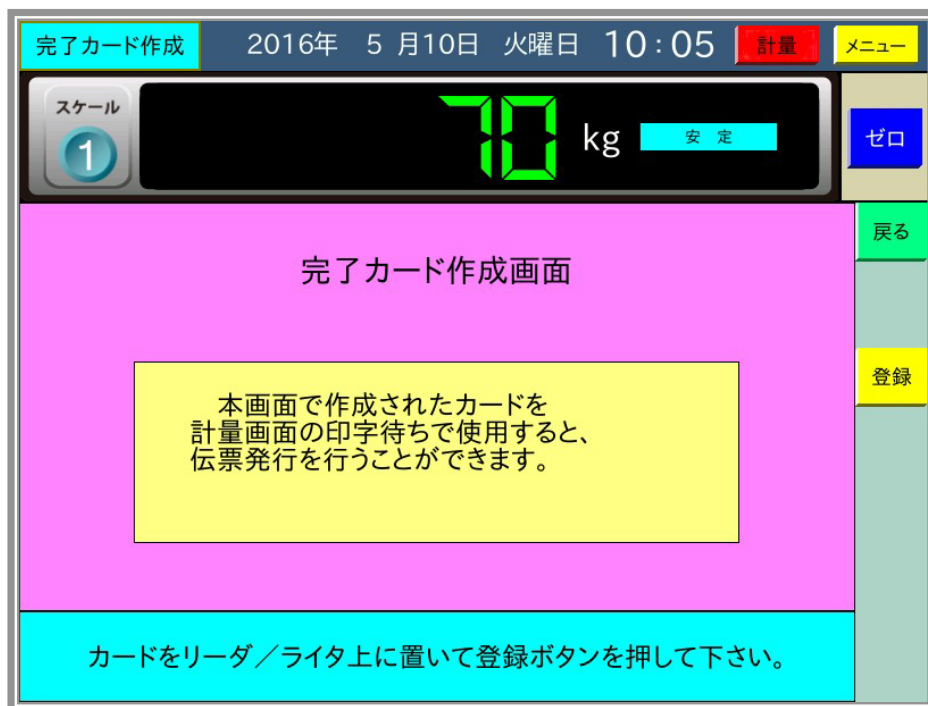 完了カード作成 2016年 5月10日 火曜日 10:05 計量 メニュー
スケール
1
70 kg 安定
ゼロ
戻る
完了カード作成画面
登録
本画面で作成されたカードを
計量画面の印字待ちで使用すると、
伝票発行を行うことができます。
カードをリーダ／ライタ上に置いて登録ボタンを押して下さい。